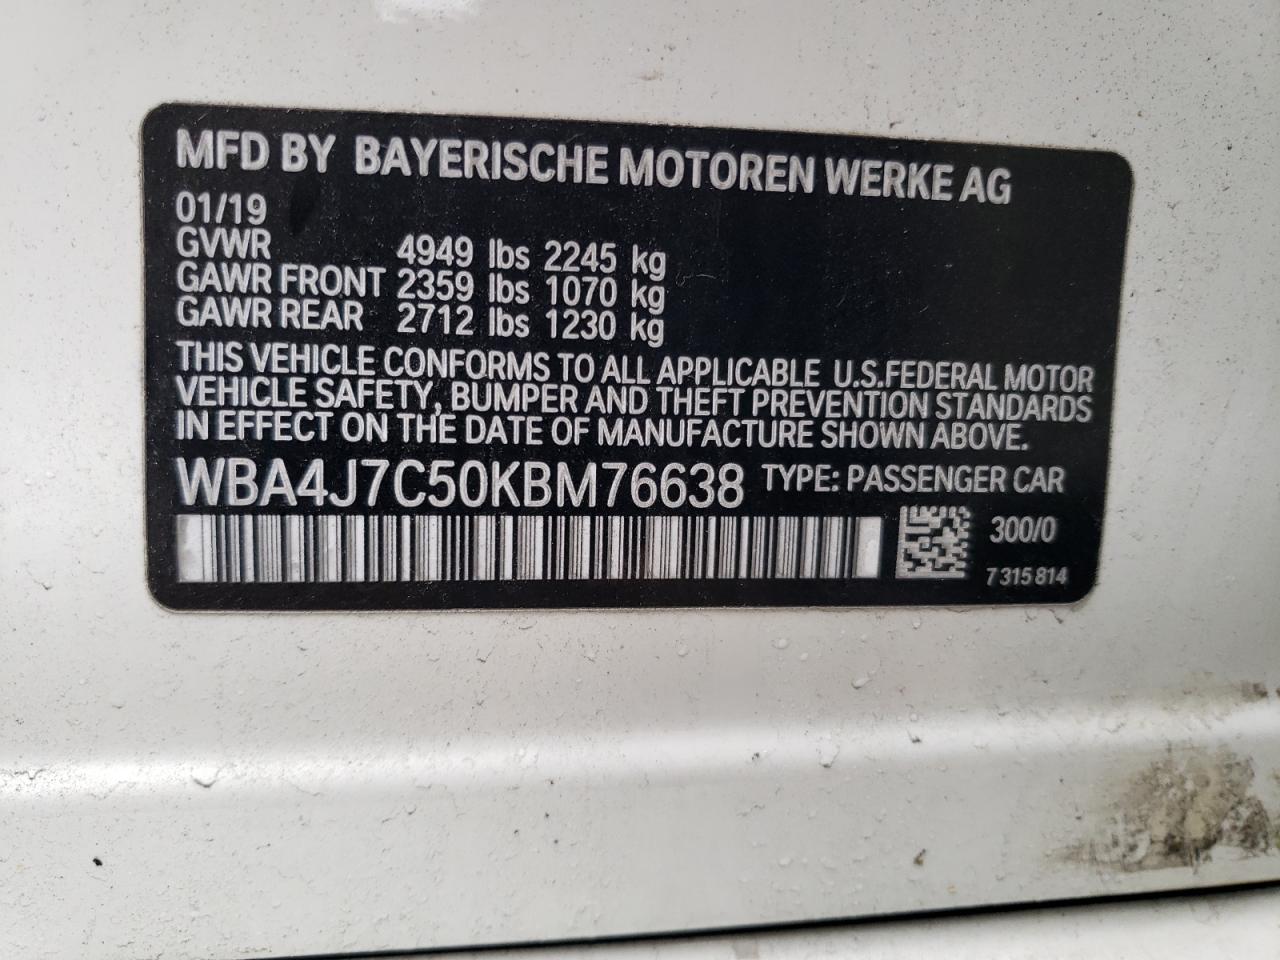 MFD BY BAYERISCHE MOTOREN WERKE AG
01/19
GVWR 4949 lbs 2245 kg
GAWR FRONT 2359 lbs 1070 kg
GAWR REAR 2712 lbs 1230 kg
THIS VEHICLE CONFORMS TO ALL APPLICABLE U.S.FEDERAL MOTOR
VEHICLE SAFETY, BUMPER AND THEFT PREVENTION STANDARDS
IN EFFECT ON THE DATE OF MANUFACTURE SHOWN ABOVE.
WBA4J7C50KBM76638 TYPE: PASSENGER CAR
300/0
7 315 814